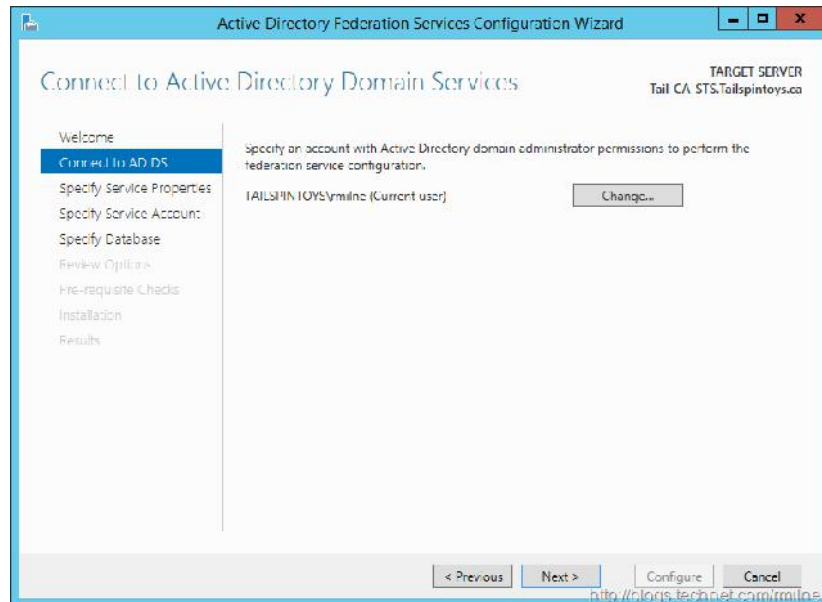 Active Directory Federation Services Configuration Wizard
Connect to Active Directory Domain Services
TARGET SERVER
Tail-CA-STS.Tailspintoys.ca
Welcome
Connect to AD DS
Specify Service Properties
Specify Service Account
Specify Database
Review Options
Pre-requisite Checks
Installation
Results
Specify an account with Active Directory domain administrator permissions to perform the
federation service configuration.
TAILSPINTOYS\rmilne (Current user)
Change...
< Previous
Next >
Configure
Cancel
http://blogs.technet.com/rmilne